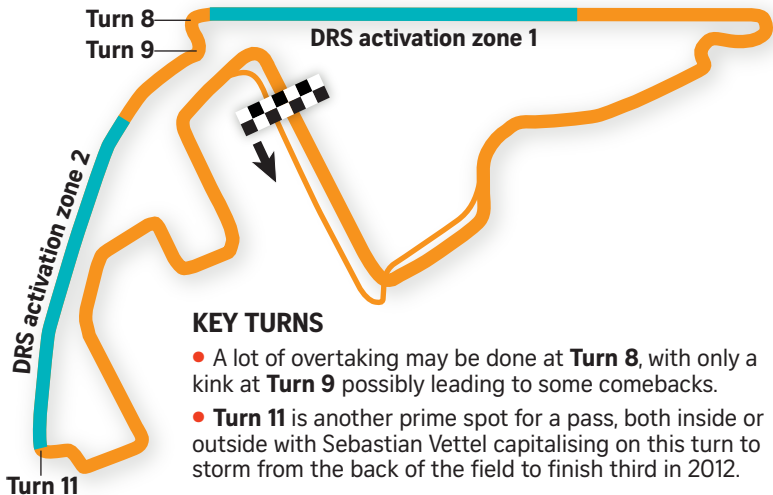 Turn 8
Turn 9
DRS activation zone 1
DRS activation zone 2
Turn 11
KEY TURNS
• A lot of overtaking may be done at Turn 8, with only a
kink at Turn 9 possibly leading to some comebacks.
• Turn 11 is another prime spot for a pass, both inside or
outside with Sebastian Vettel capitalising on this turn to
storm from the back of the field to finish third in 2012.